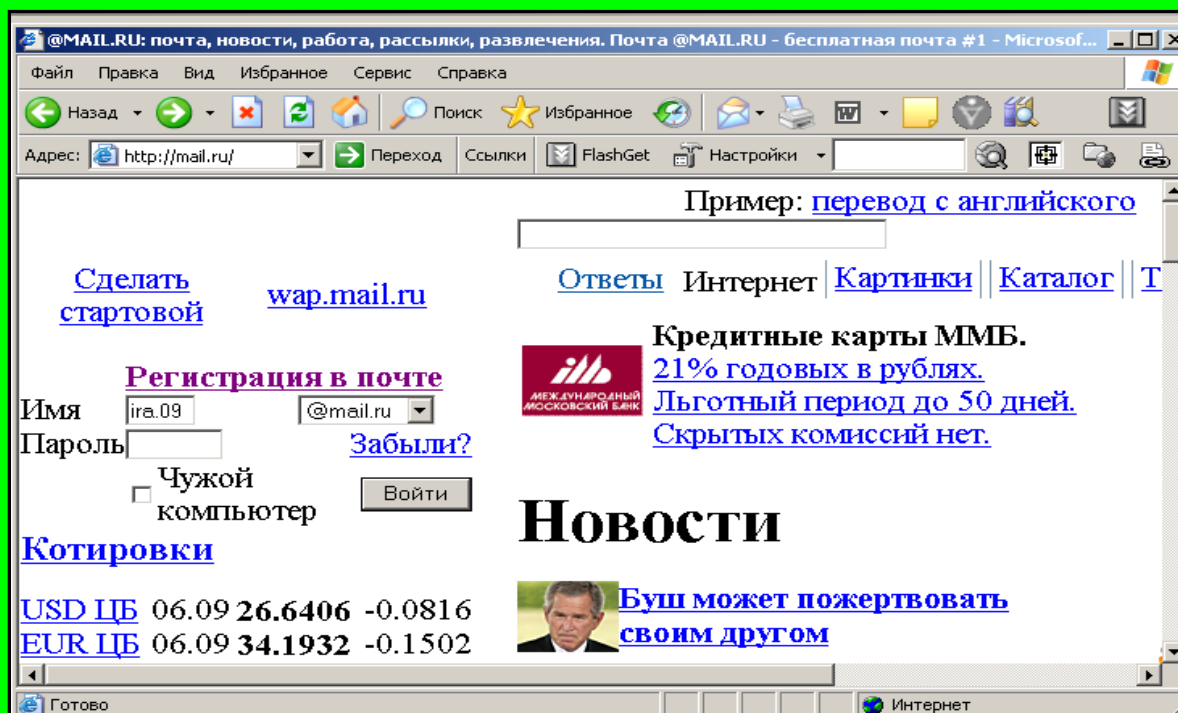 @MAIL.RU: почта, новости, работа, рассылки, развлечения. Почта @MAIL.RU - бесплатная почта #1 - Microsof...
Файл Правка Вид Избранное Сервис Справка
Назад Поиск Избранное
Адрес: http://mail.ru/ Переход Ссылки FlashGet Настройки
Пример: перевод с английского
Сделать
стартовой
wap.mail.ru
Ответы Интернет Картинки Каталог Т
Регистрация в почте
Имя ira.09 @mail.ru
Пароль Забыли?
Чужой
компьютер
Войти
Котировки
USD ЦБ 06.09 26.6406 -0.0816
EUR ЦБ 06.09 34.1932 -0.1502
МЕЖДУНАРОДНЫЙ
МОСКОВСКИЙ БАНК
Кредитные карты ММБ.
21% годовых в рублях.
Льготный период до 50 дней.
Скрытых комиссий нет.
Новости
Буш может пожертвовать
своим другом
Готово Интернет